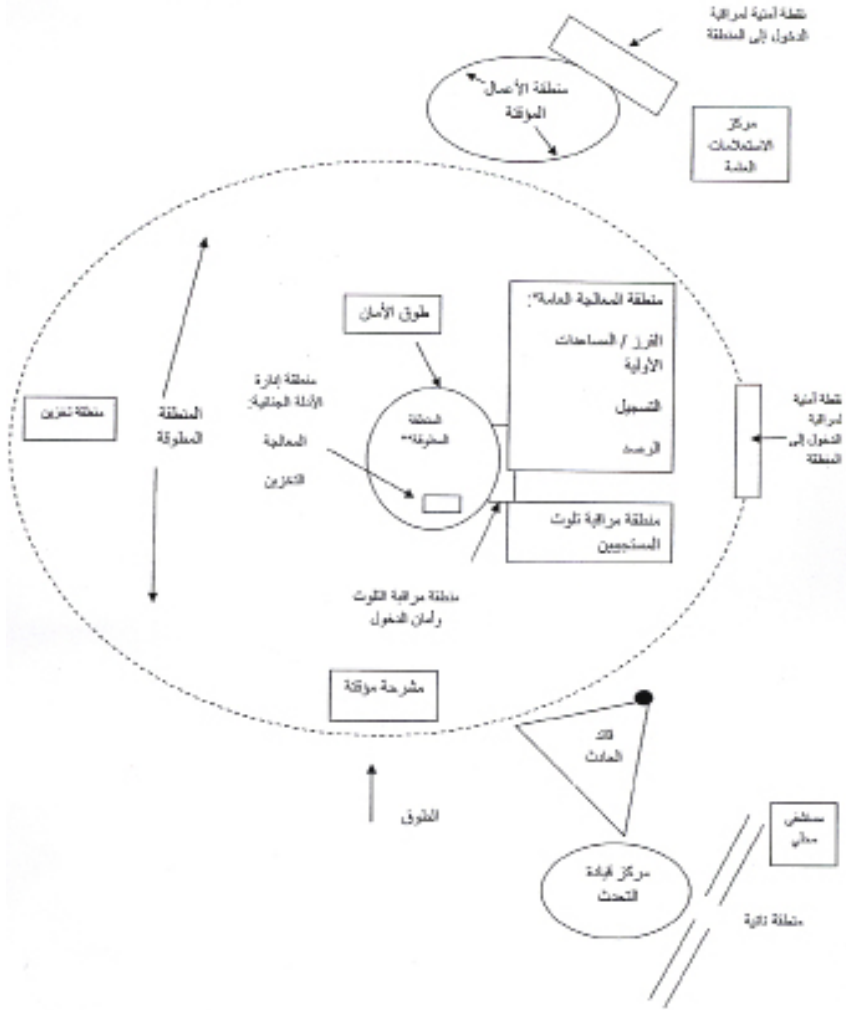 نقطة أمنية لمراقبة
الدخول إلى المنطقة
منطقة الأعمال
المؤقتة
مركز
الاستعلامات
العامة
منطقة المعالجة العامة*:
الفرز / المساعدات
الأولية
التسجيل
الرصد
طوق الأمان
منطقة إدارة
الأدلة الجنائية:
المعالجة
التخزين
المنطقة
المطوقة**
المنطقة
المطوقة
منطقة تخزين
نقطة أمنية
لمراقبة
الدخول إلى
المنطقة
منطقة مراقبة تلوث
المستجيبين
منطقة مراقبة التلوث
وأمان الدخول
مشرحة مؤقتة
قائد
الحادث
الطوق
مستشفى
محلي
مركز قيادة
الحدث
منطقة نائية